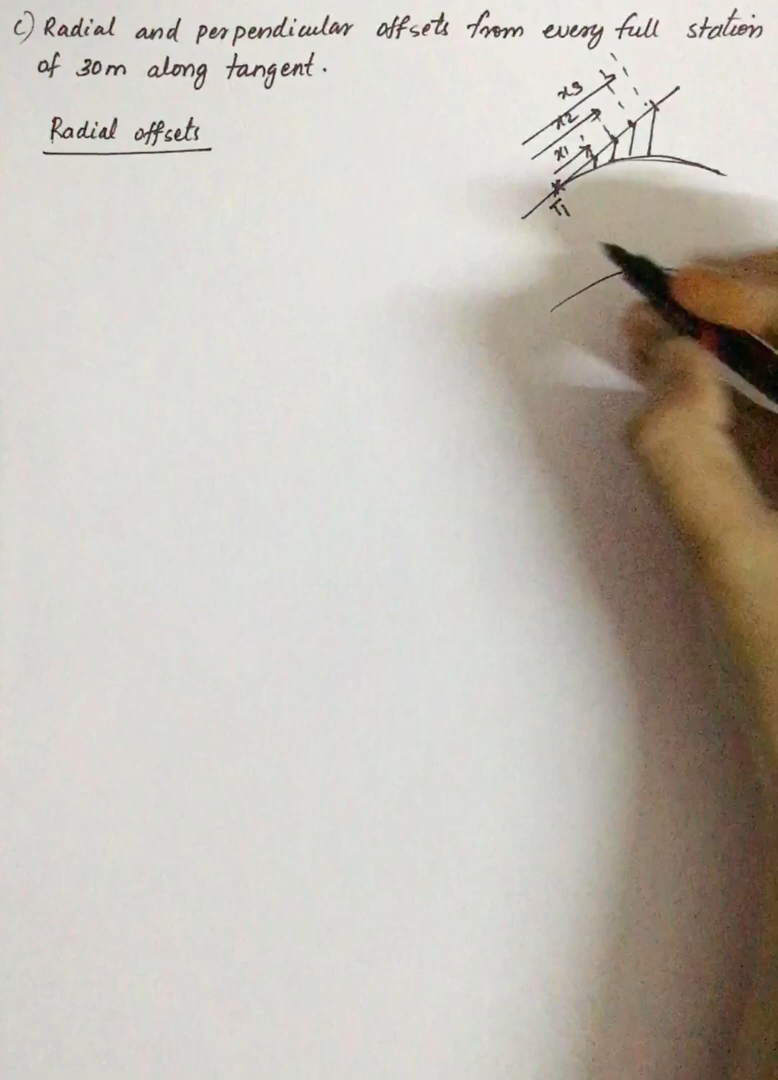 c) Radial and perpendicular offsets from every full station
of 30m along tangent.
Radial offsets
x3
x2
x1
T1